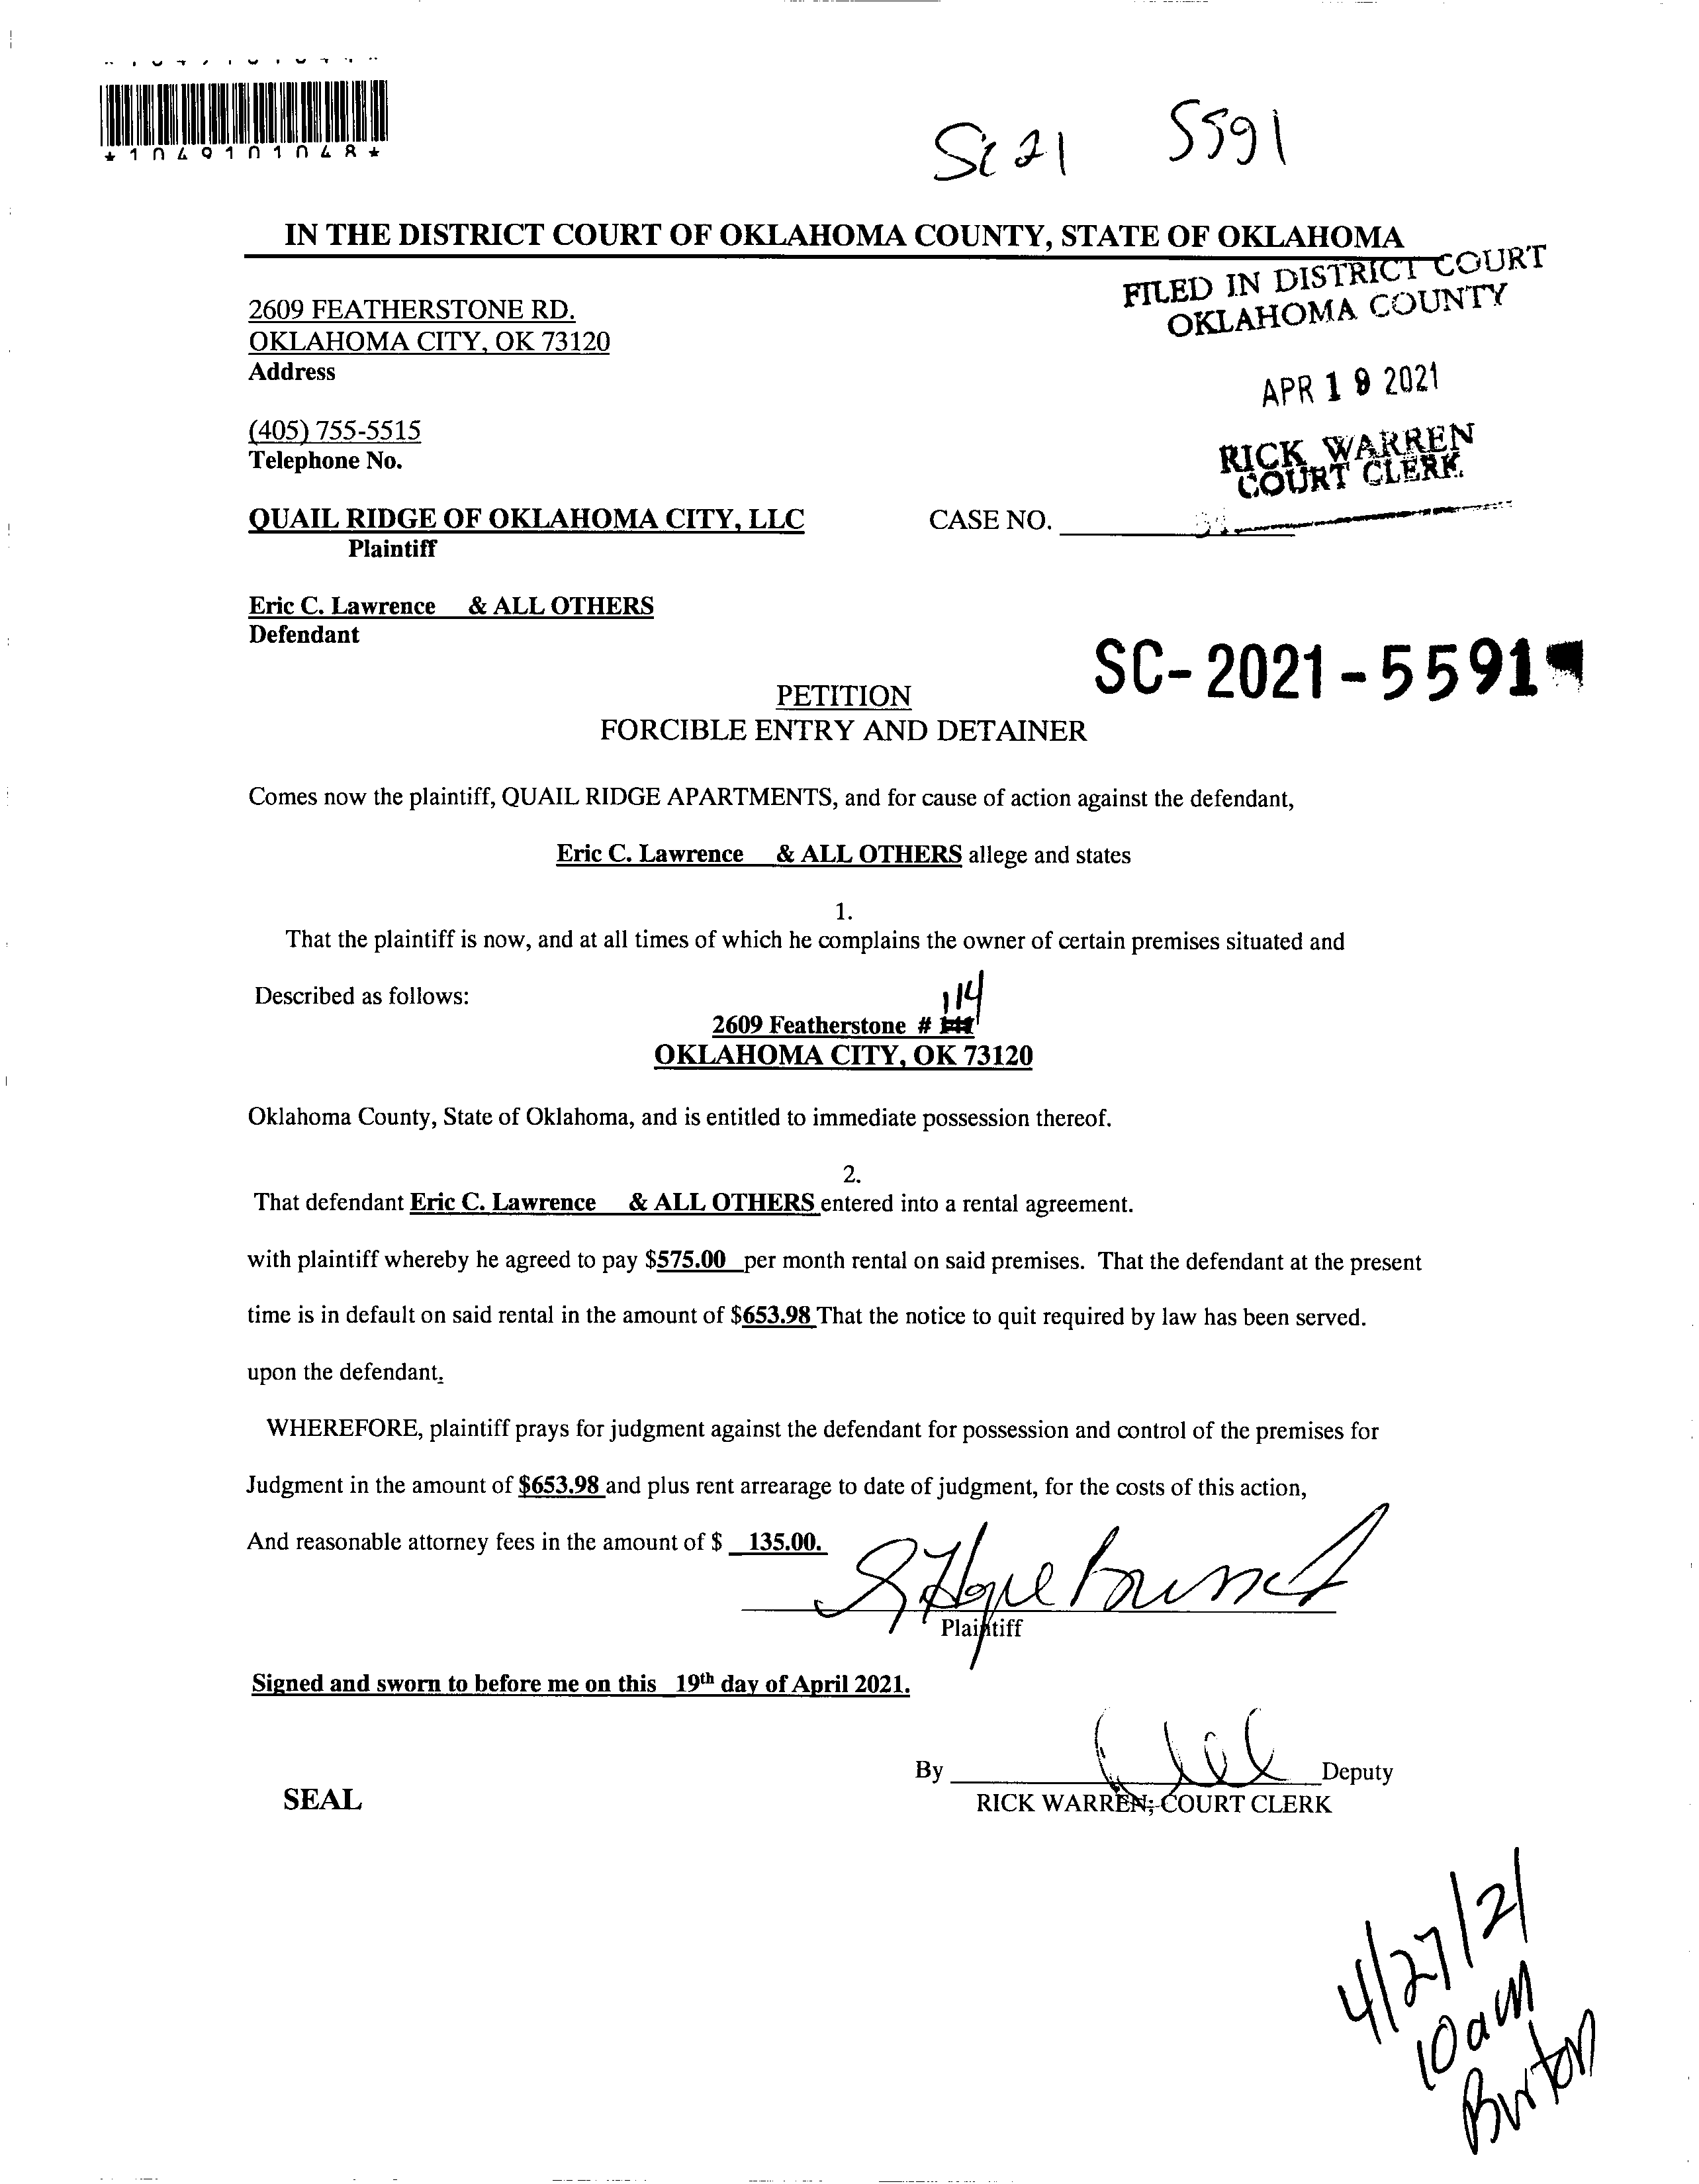 *1049101048*
SC 21 5591
IN THE DISTRICT COURT OF OKLAHOMA COUNTY, STATE OF OKLAHOMA
FILED IN DISTRICT COURT
OKLAHOMA COUNTY
2609 FEATHERSTONE RD.
OKLAHOMA CITY, OK 73120
Address
APR 19 2021
(405) 755-5515
Telephone No.
RICK WARREN
COURT CLERK
QUAIL RIDGE OF OKLAHOMA CITY, LLC
CASE NO.
Plaintiff
Eric C. Lawrence & ALL OTHERS
Defendant
SC-2021-5591
PETITION
FORCIBLE ENTRY AND DETAINER
Comes now the plaintiff, QUAIL RIDGE APARTMENTS, and for cause of action against the defendant,
Eric C. Lawrence & ALL OTHERS allege and states
1.
That the plaintiff is now, and at all times of which he complains the owner of certain premises situated and
Described as follows:
114
2609 Featherstone #
OKLAHOMA CITY, OK 73120
Oklahoma County, State of Oklahoma, and is entitled to immediate possession thereof.
2.
That defendant Eric C. Lawrence & ALL OTHERS entered into a rental agreement.
with plaintiff whereby he agreed to pay $575.00 per month rental on said premises. That the defendant at the present
time is in default on said rental in the amount of $653.98 That the notice to quit required by law has been served.
upon the defendant.
WHEREFORE, plaintiff prays for judgment against the defendant for possession and control of the premises for
Judgment in the amount of $653.98 and plus rent arrearage to date of judgment, for the costs of this action,
And reasonable attorney fees in the amount of $ 135.00.
Plaintiff
Signed and sworn to before me on this 19th day of April 2021.
By Deputy
SEAL
RICK WARREN, COURT CLERK
4/27/21
10am
Burton